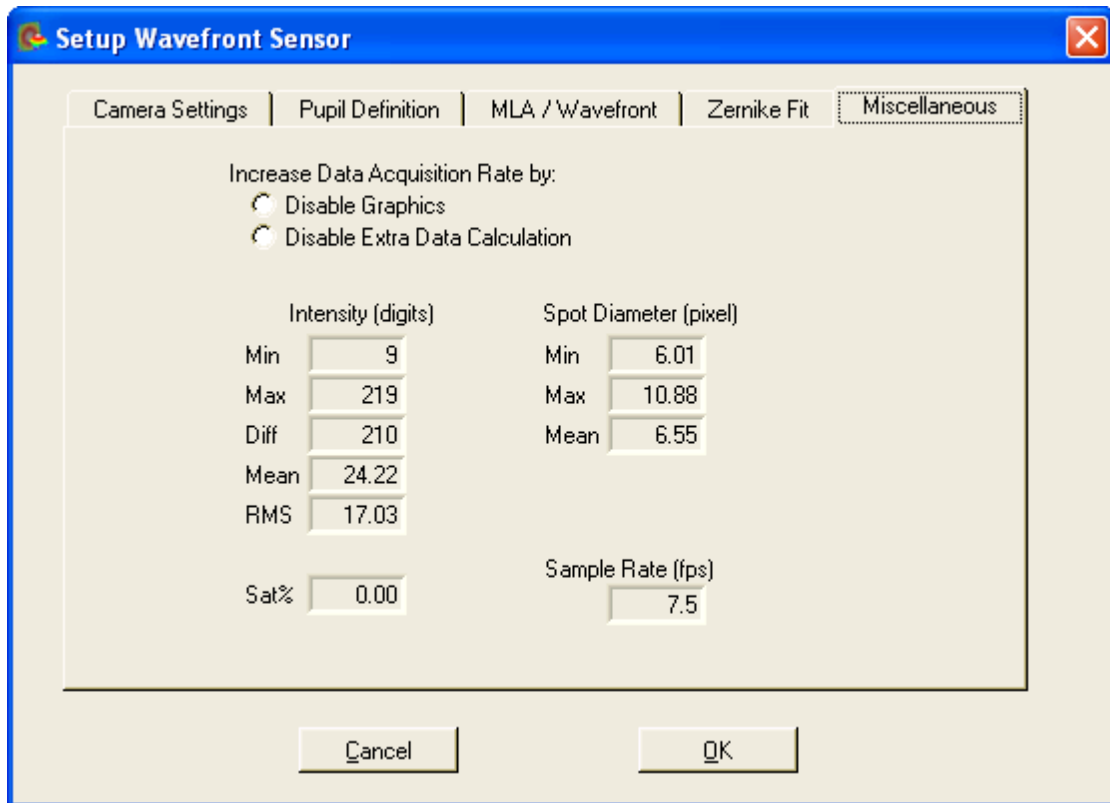 Setup Wavefront Sensor
Camera Settings
Pupil Definition
MLA / Wavefront
Zernike Fit
Miscellaneous
Increase Data Acquisition Rate by:
Disable Graphics
Disable Extra Data Calculation
Intensity (digits)
Min 9
Max 219
Diff 210
Mean 24.22
RMS 17.03
Sat% 0.00
Spot Diameter (pixel)
Min 6.01
Max 10.88
Mean 6.55
Sample Rate (fps)
7.5
Cancel
OK